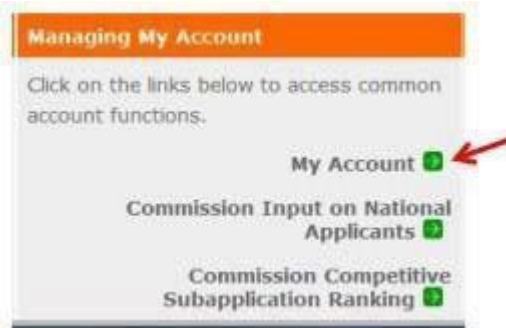 Managing My Account
Click on the links below to access common
account functions.
My Account
Commission Input on National
Applicants
Commission Competitive
Subapplication Ranking